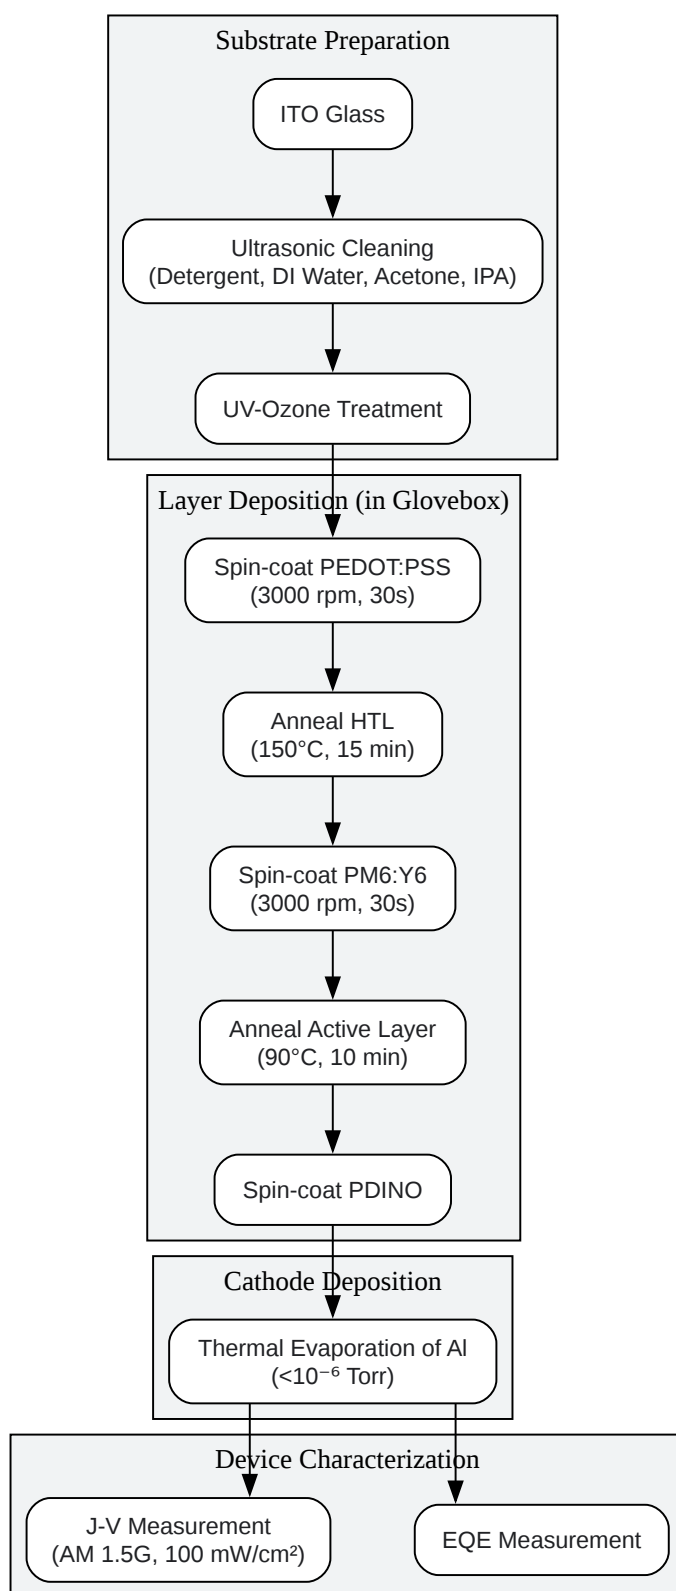 Substrate Preparation
ITO Glass
Ultrasonic Cleaning
(Detergent, DI Water, Acetone, IPA)
UV-Ozone Treatment
Layer Deposition (in Glovebox)
Spin-coat PEDOT:PSS
(3000 rpm, 30s)
Anneal HTL
(150°C, 15 min)
Spin-coat PM6:Y6
(3000 rpm, 30s)
Anneal Active Layer
(90°C, 10 min)
Spin-coat PDINO
Cathode Deposition
Thermal Evaporation of Al
(<10⁻⁶ Torr)
Device Characterization
J-V Measurement
(AM 1.5G, 100 mW/cm²)
EQE Measurement